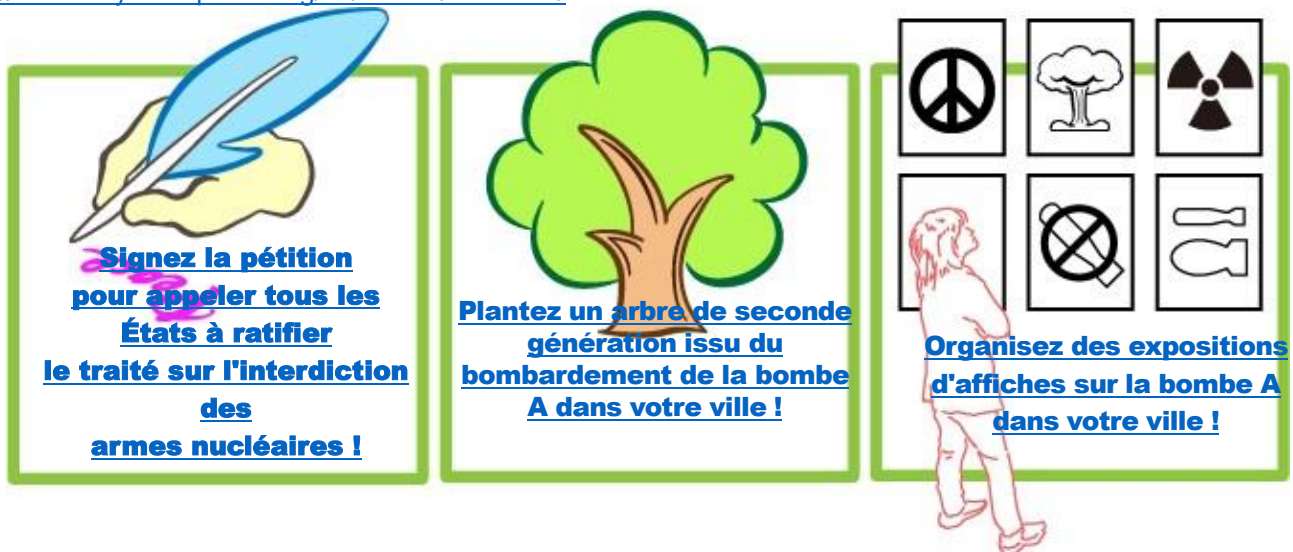 Signez la pétition
pour appeler tous les
États à ratifier
le traité sur l'interdiction
des
armes nucléaires !
Plantez un arbre de seconde
génération issu du
bombardement de la bombe
A dans votre ville !
Organisez des expositions
d'affiches sur la bombe A
dans votre ville !